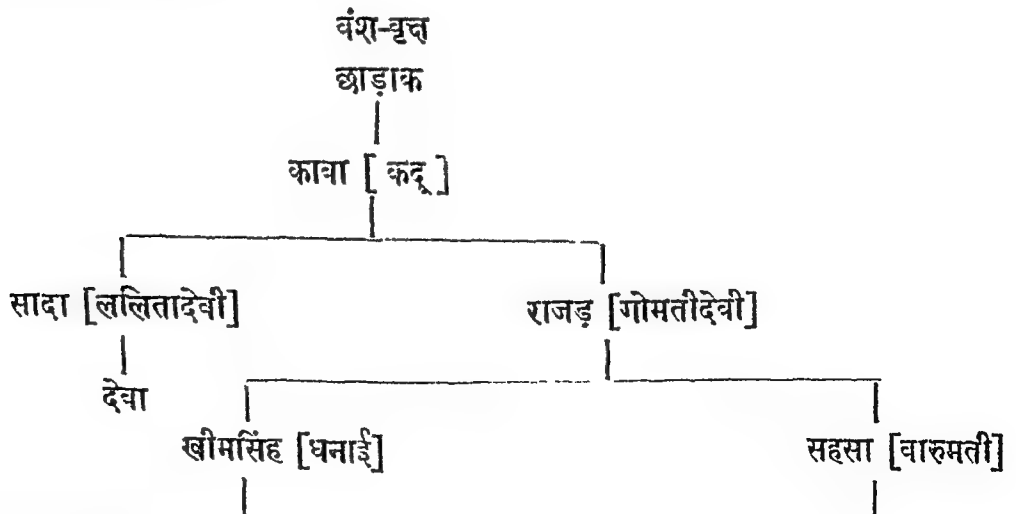 वंश-वृक्ष
छाड़ाक
काबा [ कदू ]
सादा [ललितादेवी] राजड़ [गोमतीदेवी]
देवा
खीमसिंह [धनाई] सहसा [वारुमती]